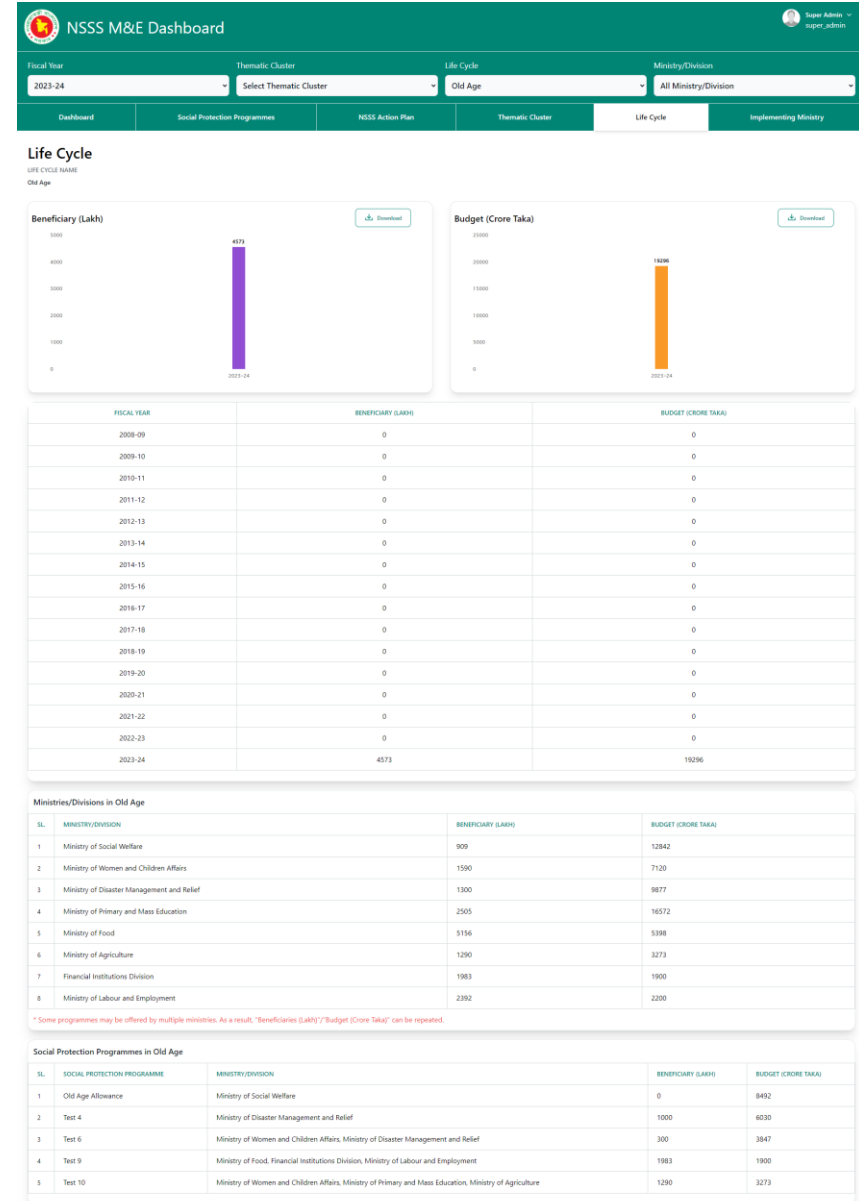 NSSS M&E Dashboard
Super Admin
super_admin
Fiscal Year Thematic Cluster Life Cycle Ministry/Division
2023-24 Select Thematic Cluster Old Age All Ministry/Division
Dashboard Social Protection Programmes NSSS Action Plan Thematic Cluster Life Cycle Implementing Ministry
Life Cycle
LIFE CYCLE NAME
Old Age
Beneficiary (Lakh) Download
5000
4573
4000
3000
2000
1000
0
2023-24
Budget (Crore Taka) Download
25000
20000
19296
15000
10000
5000
0
2023-24
FISCAL YEAR BENEFICIARY (LAKH) BUDGET (CRORE TAKA)
2008-09 0 0
2009-10 0 0
2010-11 0 0
2011-12 0 0
2012-13 0 0
2013-14 0 0
2014-15 0 0
2015-16 0 0
2016-17 0 0
2017-18 0 0
2018-19 0 0
2019-20 0 0
2020-21 0 0
2021-22 0 0
2022-23 0 0
2023-24 4573 19296
Ministries/Divisions in Old Age
SL. MINISTRY/DIVISION BENEFICIARY (LAKH) BUDGET (CRORE TAKA)
1 Ministry of Social Welfare 909 12842
2 Ministry of Women and Children Affairs 1590 7120
3 Ministry of Disaster Management and Relief 1300 9877
4 Ministry of Primary and Mass Education 2505 16572
5 Ministry of Food 5156 5398
6 Ministry of Agriculture 1290 3273
7 Financial Institutions Division 1983 1900
8 Ministry of Labour and Employment 2392 2200
* Some programmes may be offered by multiple ministries. As a result, "Beneficiaries (Lakh)"/"Budget (Crore Taka)" can be repeated.
Social Protection Programmes in Old Age
SL. SOCIAL PROTECTION PROGRAMME MINISTRY/DIVISION BENEFICIARY (LAKH) BUDGET (CRORE TAKA)
1 Old Age Allowance Ministry of Social Welfare 0 8492
2 Test 4 Ministry of Disaster Management and Relief 1000 6030
3 Test 6 Ministry of Women and Children Affairs, Ministry of Disaster Management and Relief 300 3847
4 Test 9 Ministry of Food, Financial Institutions Division, Ministry of Labour and Employment 1983 1900
5 Test 10 Ministry of Women and Children Affairs, Ministry of Primary and Mass Education, Ministry of Agriculture 1290 3273